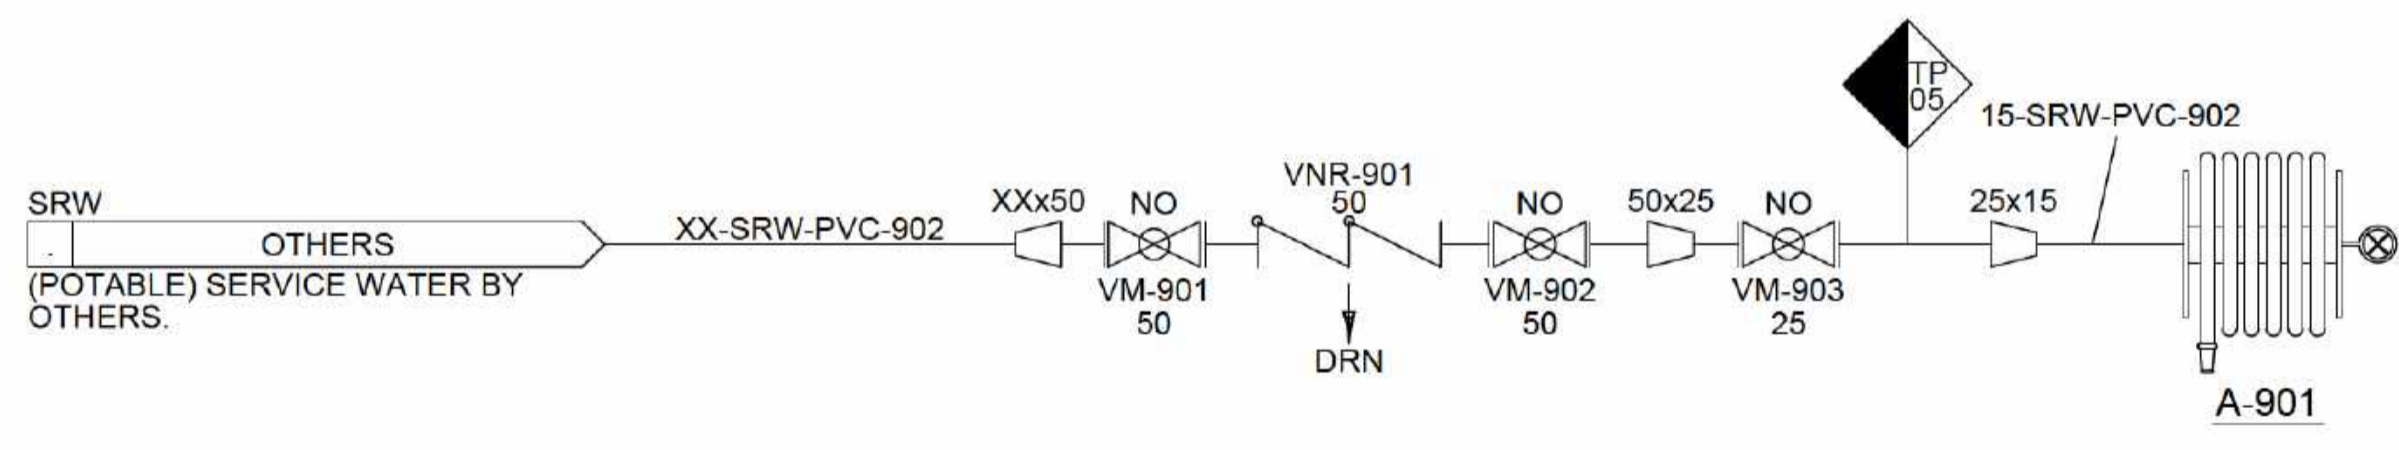 SRW
OTHERS
(POTABLE) SERVICE WATER BY
OTHERS.
XX-SRW-PVC-902
XXx50
NO
VM-901
50
VNR-901
50
DRN
NO
VM-902
50
50x25
NO
VM-903
25
TP
05
25x15
15-SRW-PVC-902
A-901